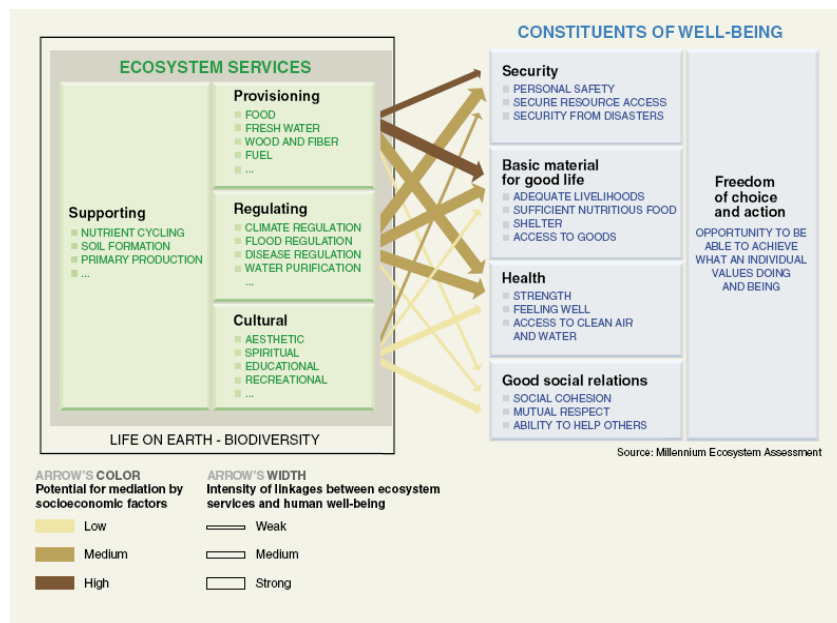 CONSTITUENTS OF WELL-BEING
ECOSYSTEM SERVICES
Supporting
NUTRIENT CYCLING
SOIL FORMATION
PRIMARY PRODUCTION
...
Provisioning
FOOD
FRESH WATER
WOOD AND FIBER
FUEL
...
Regulating
CLIMATE REGULATION
FLOOD REGULATION
DISEASE REGULATION
WATER PURIFICATION
...
Cultural
AESTHETIC
SPIRITUAL
EDUCATIONAL
RECREATIONAL
...
LIFE ON EARTH - BIODIVERSITY
Security
PERSONAL SAFETY
SECURE RESOURCE ACCESS
SECURITY FROM DISASTERS
Basic material
for good life
ADEQUATE LIVELIHOODS
SUFFICIENT NUTRITIOUS FOOD
SHELTER
ACCESS TO GOODS
Health
STRENGTH
FEELING WELL
ACCESS TO CLEAN AIR
AND WATER
Good social relations
SOCIAL COHESION
MUTUAL RESPECT
ABILITY TO HELP OTHERS
Freedom
of choice
and action
OPPORTUNITY TO BE
ABLE TO ACHIEVE
WHAT AN INDIVIDUAL
VALUES DOING
AND BEING
Source: Millennium Ecosystem Assessment
ARROW'S COLOR
Potential for mediation by
socioeconomic factors
Low
Medium
High
ARROW'S WIDTH
Intensity of linkages between ecosystem
services and human well-being
Weak
Medium
Strong